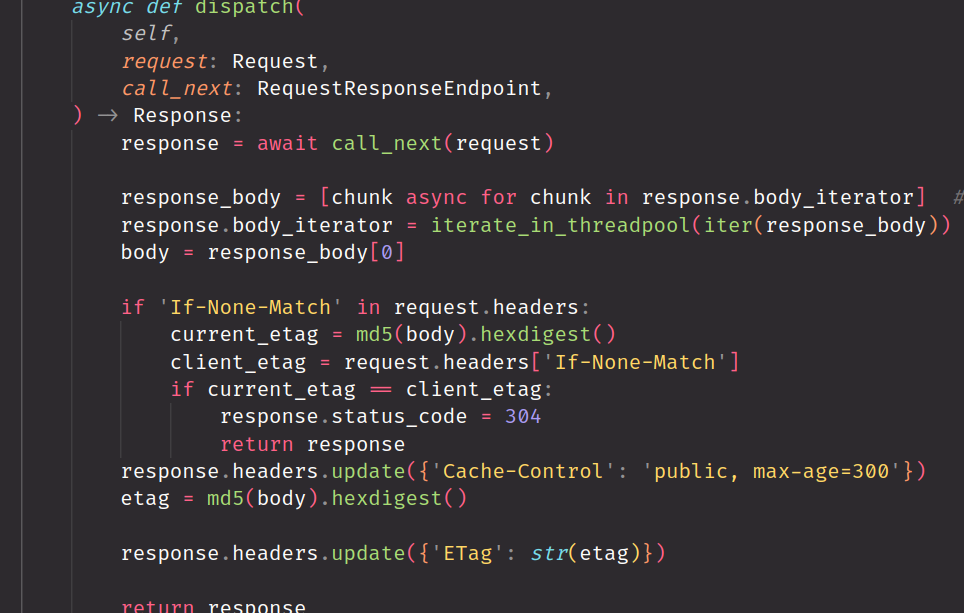 async def dispatch(
self,
request: Request,
call_next: RequestResponseEndpoint,
) -> Response:
response = await call_next(request)
response_body = [chunk async for chunk in response.body_iterator] #
response.body_iterator = iterate_in_threadpool(iter(response_body))
body = response_body[0]
if 'If-None-Match' in request.headers:
current_etag = md5(body).hexdigest()
client_etag = request.headers['If-None-Match']
if current_etag == client_etag:
response.status_code = 304
return response
response.headers.update({'Cache-Control': 'public, max-age=300'})
etag = md5(body).hexdigest()
response.headers.update({'ETag': str(etag)})
return response